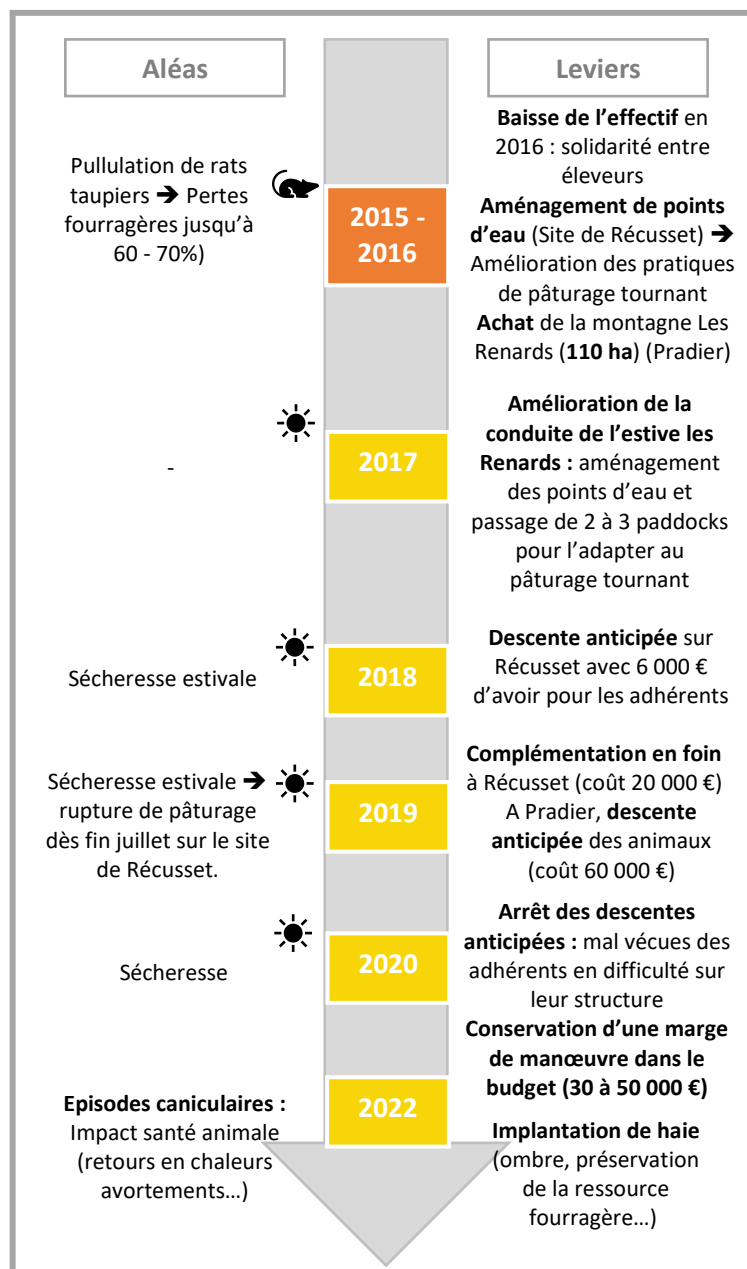 Aléas
Leviers
Pullulation de rats
taupiers ➔ Pertes
fourragères jusqu’à
60 - 70%)
2015 -
2016
Baisse de l’effectif en
2016 : solidarité entre
éleveurs
Aménagement de points
d’eau (Site de Récusset) ➔
Amélioration des pratiques
de pâturage tournant
Achat de la montagne Les
Renards (110 ha) (Pradier)
-
2017
Amélioration de la
conduite de l’estive les
Renards : aménagement
des points d’eau et
passage de 2 à 3 paddocks
pour l’adapter au
pâturage tournant
Sécheresse estivale
2018
Descente anticipée sur
Récusset avec 6 000 €
d’avoir pour les adhérents
Sécheresse estivale ➔
rupture de pâturage
dès fin juillet sur le site
de Récusset.
2019
Complémentation en foin
à Récusset (coût 20 000 €)
A Pradier, descente
anticipée des animaux
(coût 60 000 €)
Sécheresse
2020
Arrêt des descentes
anticipées : mal vécues des
adhérents en difficulté sur
leur structure
Conservation d’une marge
de manœuvre dans le
budget (30 à 50 000 €)
Episodes caniculaires :
Impact santé animale
(retours en chaleurs
avortements…)
2022
Implantation de haie
(ombre, préservation
de la ressource
fourragère…)